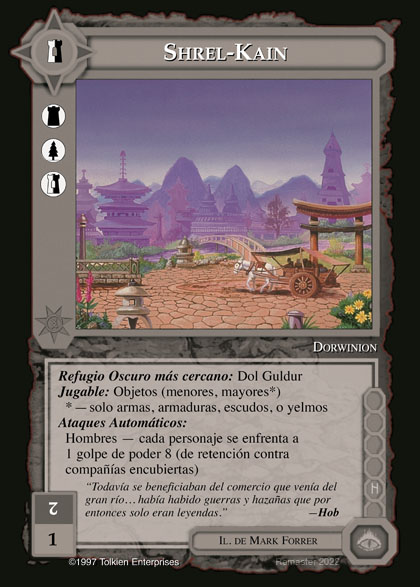 SHREL-KAIN
DORWINION
Refugio Oscuro más cercano: Dol Guldur
Jugable: Objetos (menores, mayores*)
* — solo armas, armaduras, escudos, o yelmos
Ataques Automáticos:
Hombres — cada personaje se enfrenta a
1 golpe de poder 8 (de retención contra
compañías encubiertas)
"Todavía se beneficiaban del comercio que venía del
gran río…había habido guerras y hazañas que por
entonces solo eran leyendas." —Hob
H
2
1
IL. DE MARK FORRER
©1997 Tolkien Enterprises
Remaster 2022